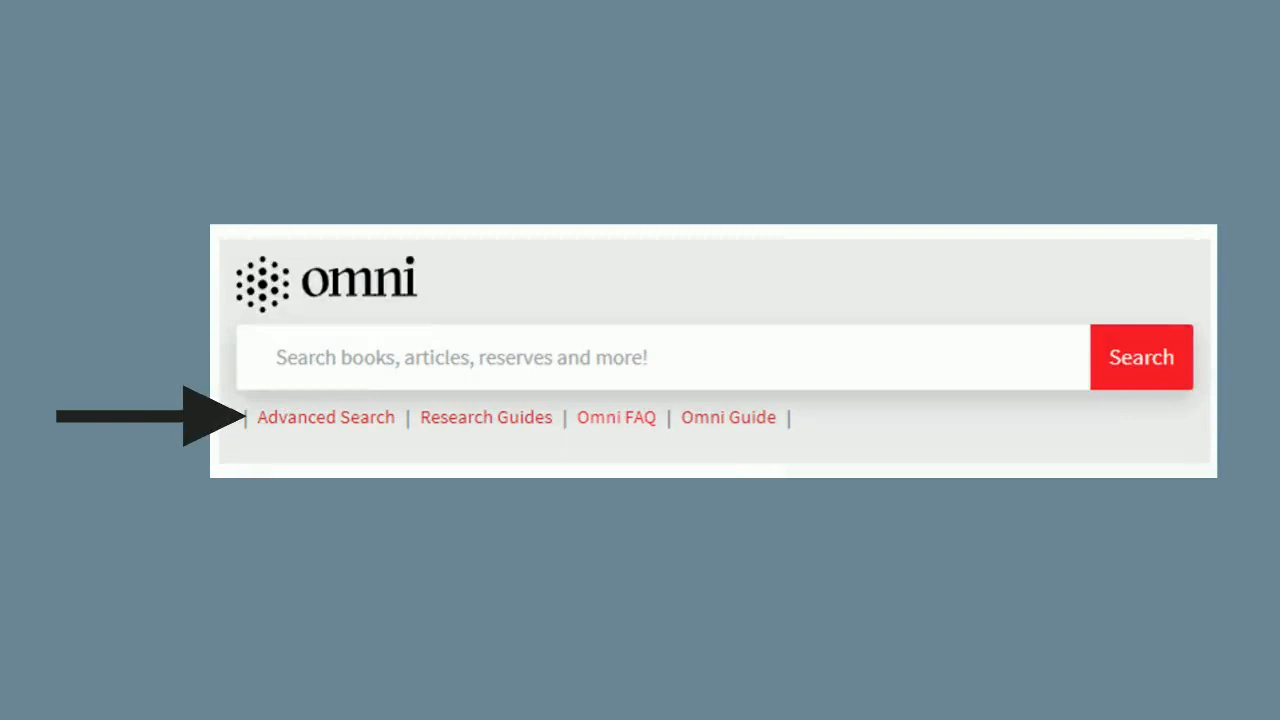 omni
Search books, articles, reserves and more!
Search
| Advanced Search | Research Guides | Omni FAQ | Omni Guide |